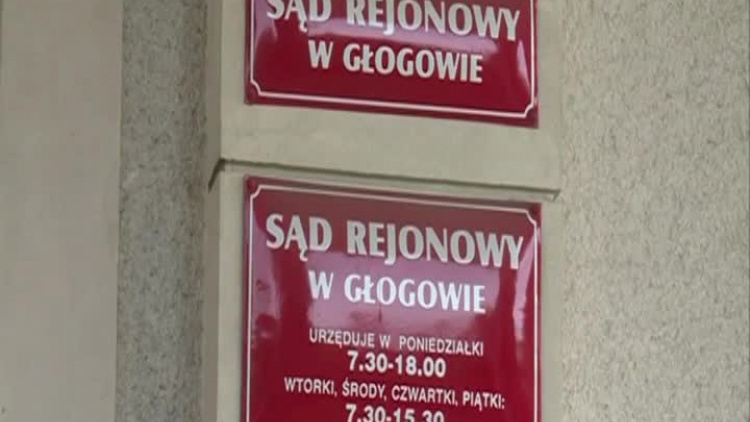 SĄD REJONOWY
W GŁOGOWIE
SĄD REJONOWY
W GŁOGOWIE
URZĘDUJE W PONIEDZIAŁKI
7.30-18.00
WTORKI, ŚRODY, CZWARTKI, PIĄTKI:
7.30-15.30